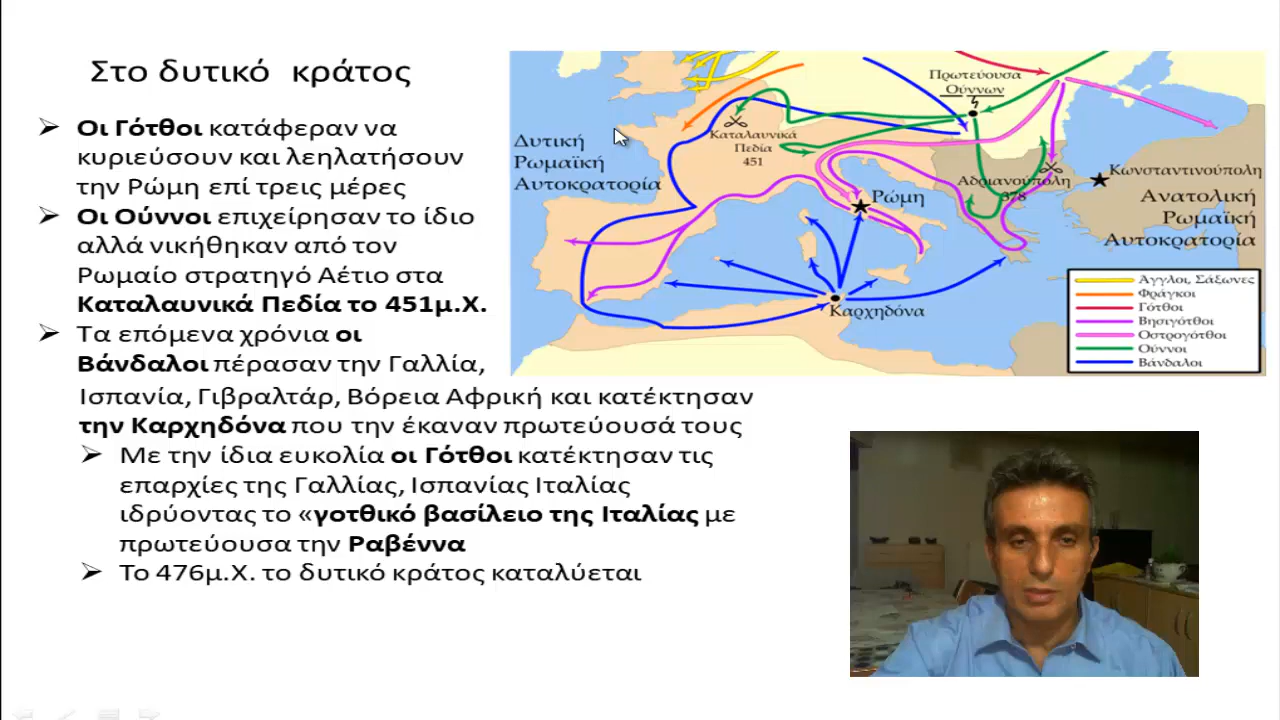 Στο δυτικό κράτος
Οι Γότθοι κατάφεραν να
κυριεύσουν και λεηλατήσουν
την Ρώμη επί τρεις μέρες
Οι Ούννοι επιχείρησαν το ίδιο
αλλά νικήθηκαν από τον
Ρωμαίο στρατηγό Αέτιο στα
Καταλαυνικά Πεδία το 451μ.Χ.
Τα επόμενα χρόνια οι
Βάνδαλοι πέρασαν την Γαλλία,
Ισπανία, Γιβραλτάρ, Βόρεια Αφρική και κατέκτησαν
την Καρχηδόνα που την έκαναν πρωτεύουσά τους
Με την ίδια ευκολία οι Γότθοι κατέκτησαν τις
επαρχίες της Γαλλίας, Ισπανίας Ιταλίας
ιδρύοντας το «γοτθικό βασίλειο της Ιταλίας με
πρωτεύουσα την Ραβέννα
Το 476μ.Χ. το δυτικό κράτος καταλύεται
Πρωτεύουσα
Ούννων
Καταλαυνικά
Πεδία
451
Δυτική
Ρωμαϊκή
Αυτοκρατορία
Ρώμη
Αδριανούπολη
378
Κωνσταντινούπολη
Ανατολική
Ρωμαϊκή
Αυτοκρατορία
Καρχηδόνα
Άγγλοι, Σάξωνες
Φράγκοι
Γότθοι
Βησιγότθοι
Οστρογότθοι
Ούννοι
Βάνδαλοι